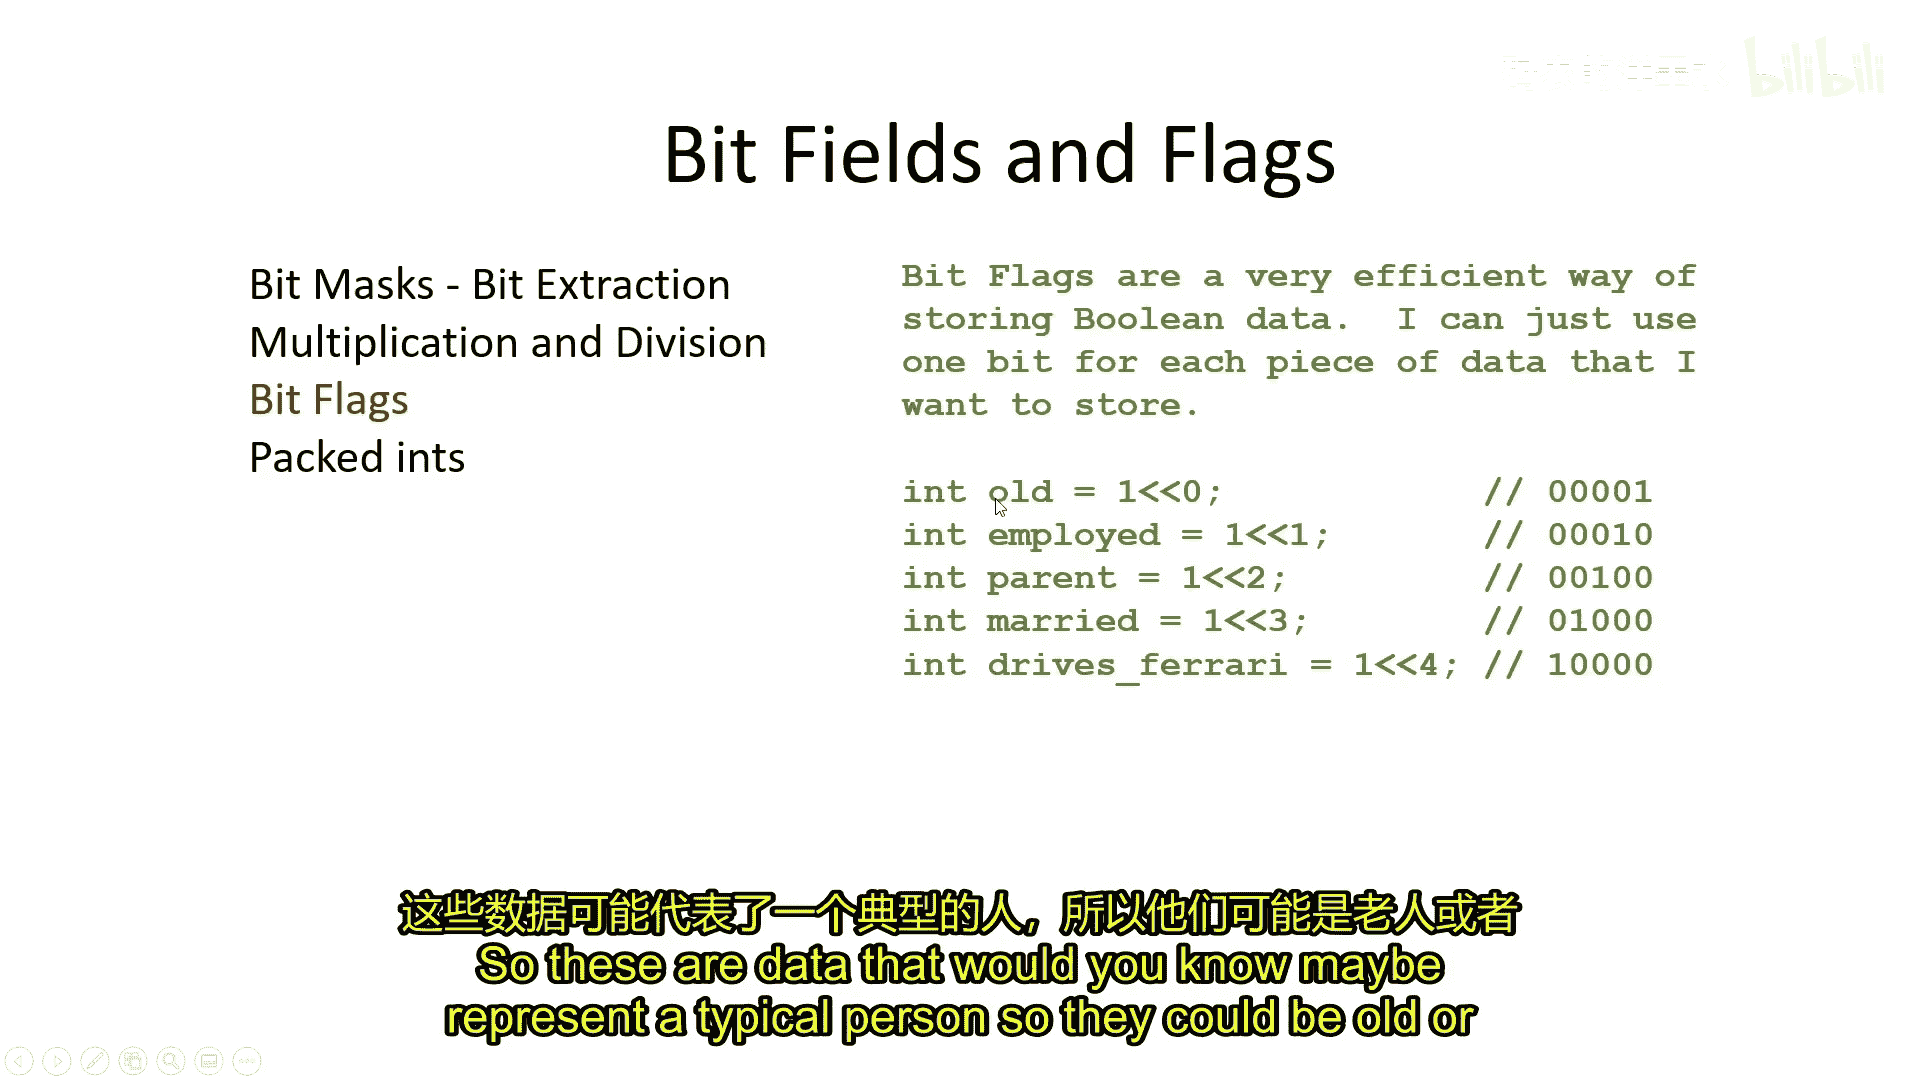 bilibili
Bit Fields and Flags
Bit Masks - Bit Extraction
Multiplication and Division
Bit Flags
Packed ints
Bit Flags are a very efficient way of
storing Boolean data.  I can just use
one bit for each piece of data that I
want to store.
int old = 1<<0; // 00001
int employed = 1<<1; // 00010
int parent = 1<<2; // 00100
int married = 1<<3; // 01000
int drives_ferrari = 1<<4; // 10000
这些数据可能代表了一个典型的人，所以他们可能是老人或者
So these are data that would you know maybe
represent a typical person so they could be old or